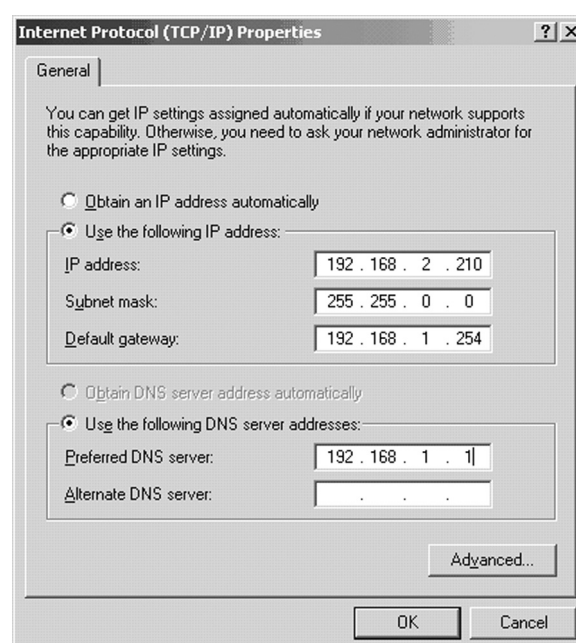 Internet Protocol (TCP/IP) Properties
General
You can get IP settings assigned automatically if your network supports
this capability. Otherwise, you need to ask your network administrator for
the appropriate IP settings.
Obtain an IP address automatically
Use the following IP address:
IP address: 192 . 168 . 2 . 210
Subnet mask: 255 . 255 . 0 . 0
Default gateway: 192 . 168 . 1 . 254
Obtain DNS server address automatically
Use the following DNS server addresses:
Preferred DNS server: 192 . 168 . 1 . 1
Alternate DNS server: . . .
Advanced...
OK Cancel